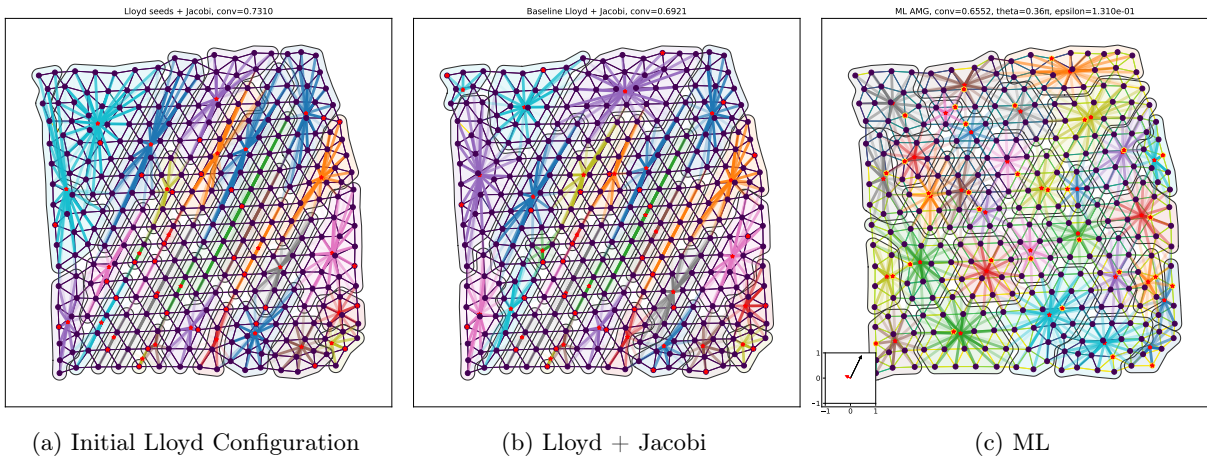 Lloyd seeds + Jacobi, conv=0.7310
Baseline Lloyd + Jacobi, conv=0.6921
ML AMG, conv=0.6552, theta=0.36π, epsilon=1.310e-01
1
0
−1
−1
0
1
(a) Initial Lloyd Configuration
(b) Lloyd + Jacobi
(c) ML